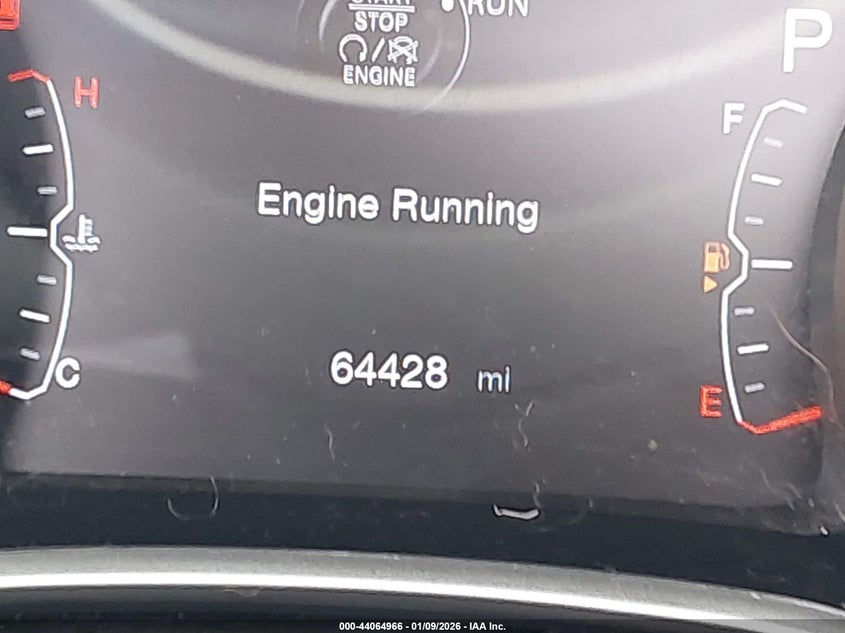 START
STOP
ENGINE
RUN
P
H
F
Engine Running
C
64428 mi
E
000-44064966 - 01/09/2026 - IAA Inc.